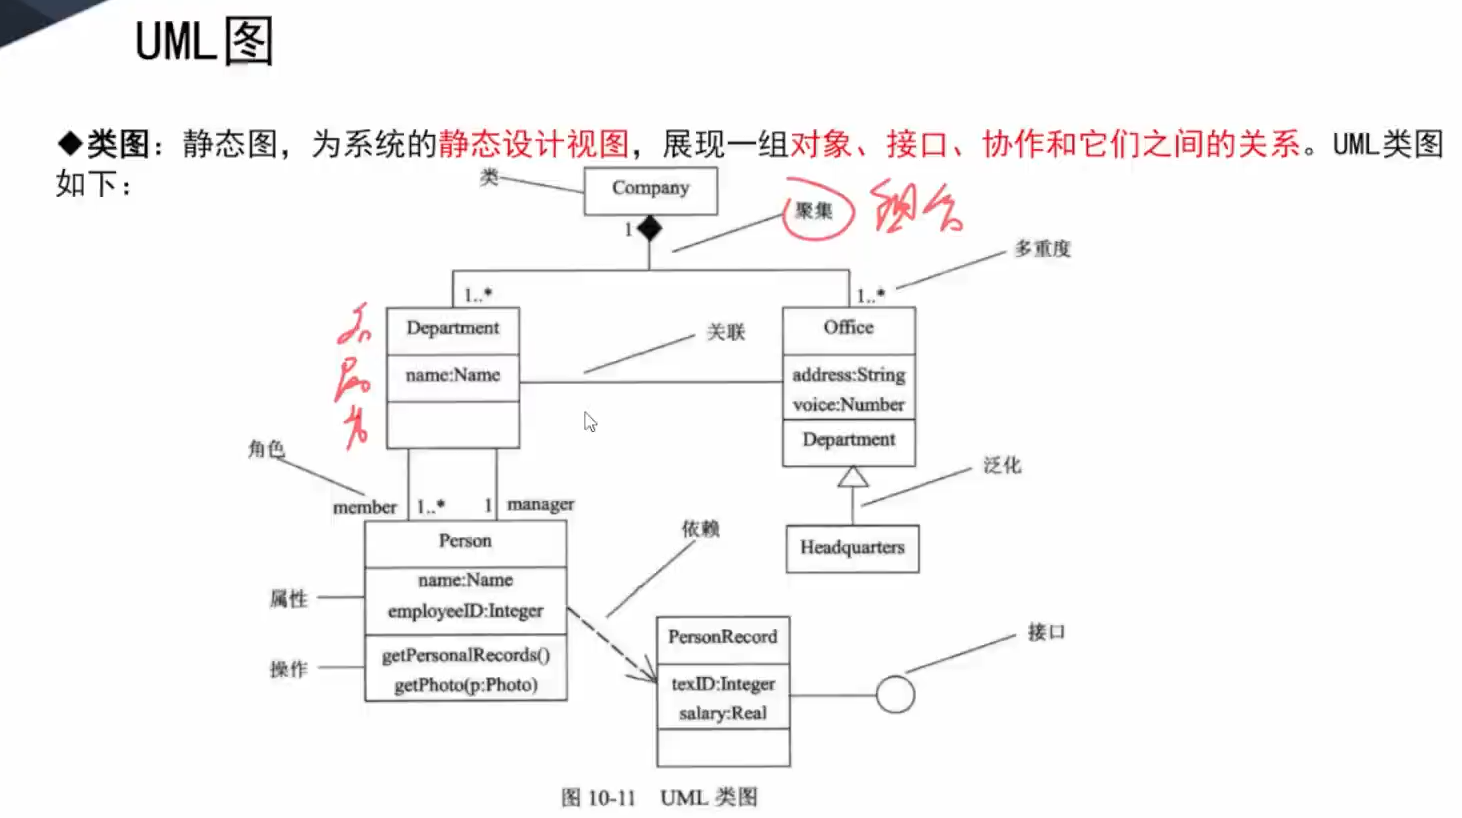 UML图
◆类图：静态图，为系统的静态设计视图，展现一组对象、接口、协作和它们之间的关系。UML类图
如下：
类
Company
聚集 组合
1
多重度
1..*
1..*
Department
Office
关联
name:Name
address:String
voice:Number
Department
角色
泛化
member
1..*
1
manager
依赖
Person
Headquarters
name:Name
属性
employeeID:Integer
PersonRecord
接口
getPersonalRecords()
操作
getPhoto(p:Photo)
texID:Integer
salary:Real
图 10-11 UML 类图